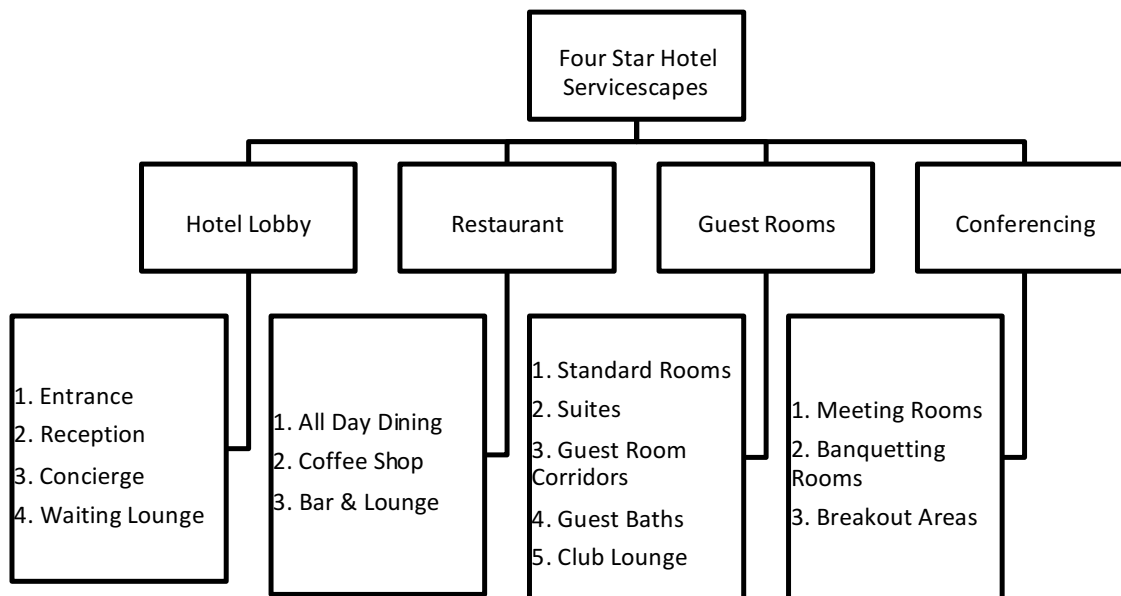 Four Star Hotel
Servicescapes
Hotel Lobby
Restaurant
Guest Rooms
Conferencing
1. Entrance
2. Reception
3. Concierge
4. Waiting Lounge
1. All Day Dining
2. Coffee Shop
3. Bar & Lounge
1. Standard Rooms
2. Suites
3. Guest Room
Corridors
4. Guest Baths
5. Club Lounge
1. Meeting Rooms
2. Banquetting
Rooms
3. Breakout Areas